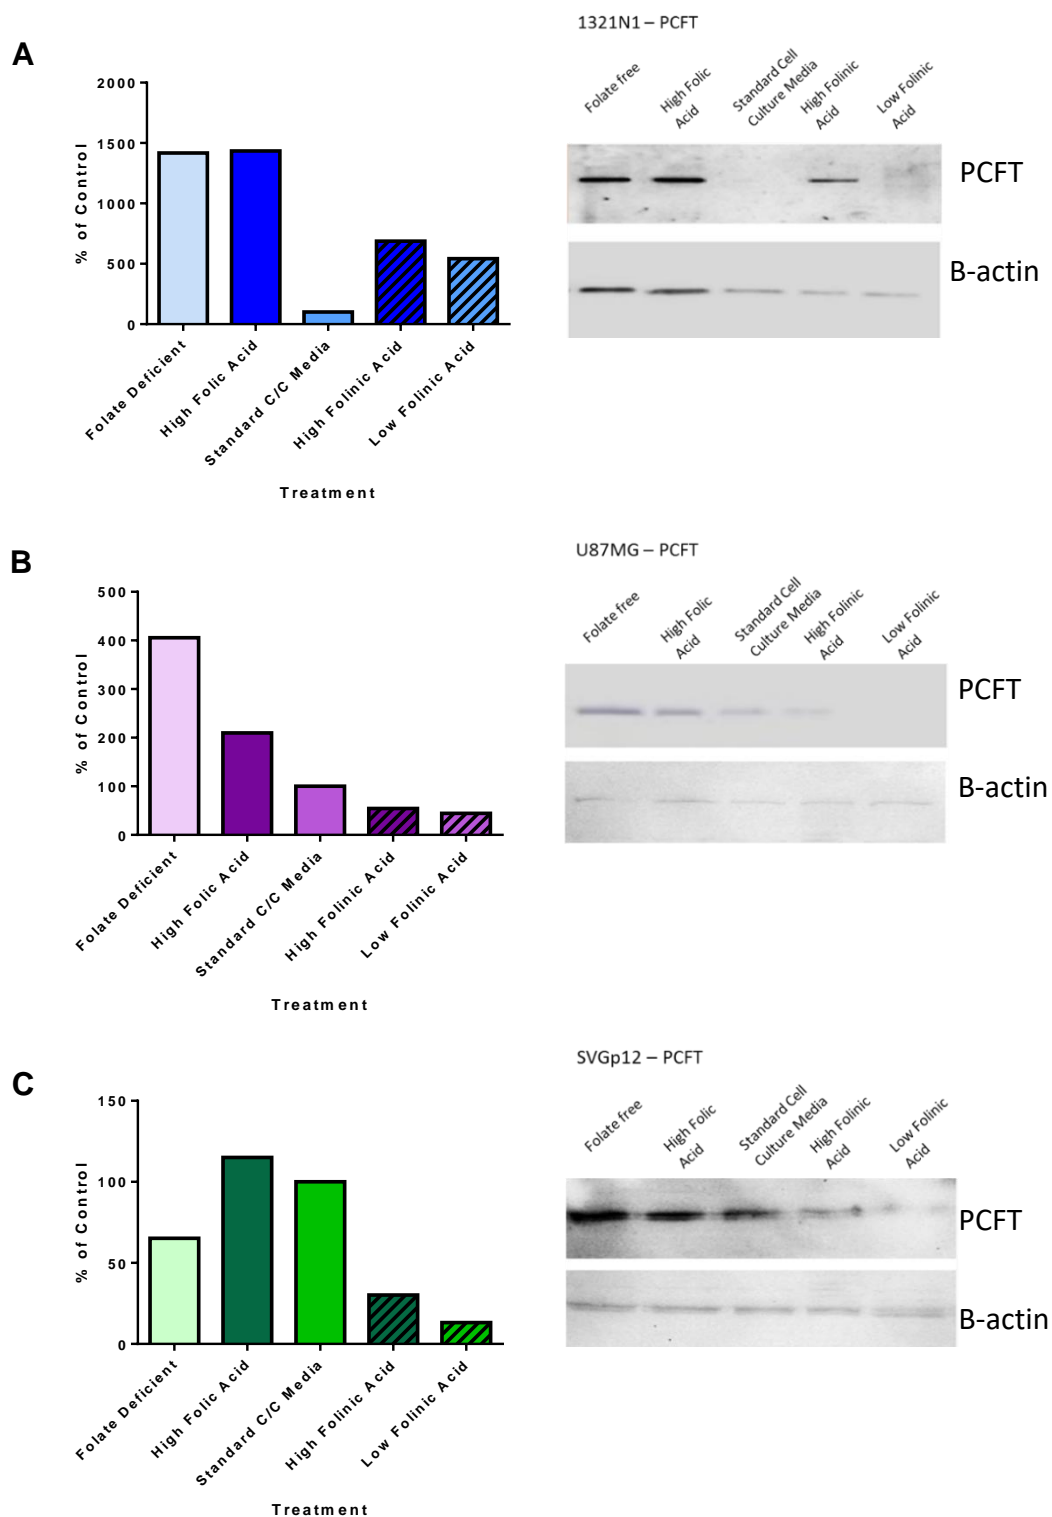 A
2000
1500
1000
500
0
% of Control
Folate Deficient
High Folic Acid
Standard C/C Media
High Folinic Acid
Low Folinic Acid
Treatment
1321N1 – PCFT
Folate free
High Folic
Acid
Standard Cell
Culture Media
High Folinic
Acid
Low Folinic
Acid
PCFT
B-actin
B
500
400
300
200
100
0
% of Control
Folate Deficient
High Folic Acid
Standard C/C Media
High Folinic Acid
Low Folinic Acid
Treatment
U87MG – PCFT
Folate free
High Folic
Acid
Standard Cell
Culture Media
High Folinic
Acid
Low Folinic
Acid
PCFT
B-actin
C
150
100
50
0
% of Control
Folate Deficient
High Folic Acid
Standard C/C Media
High Folinic Acid
Low Folinic Acid
Treatment
SVGp12 – PCFT
Folate free
High Folic
Acid
Standard Cell
Culture Media
High Folinic
Acid
Low Folinic
Acid
PCFT
B-actin